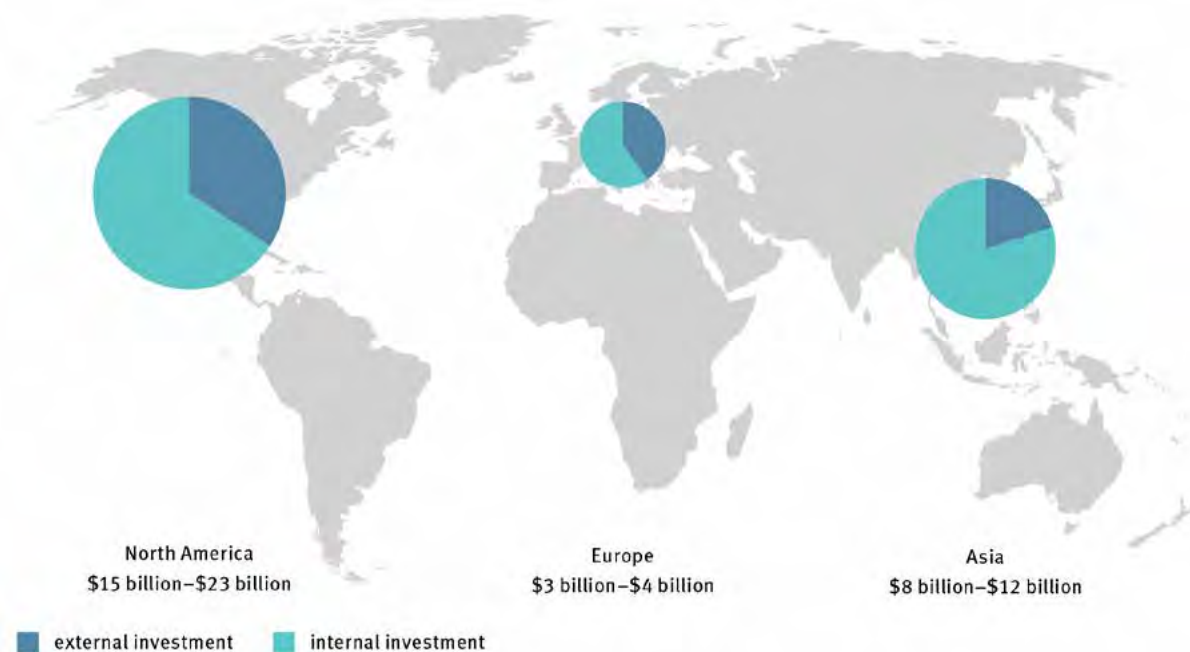 North America
$15 billion–$23 billion
Europe
$3 billion–$4 billion
Asia
$8 billion–$12 billion
external investment
internal investment